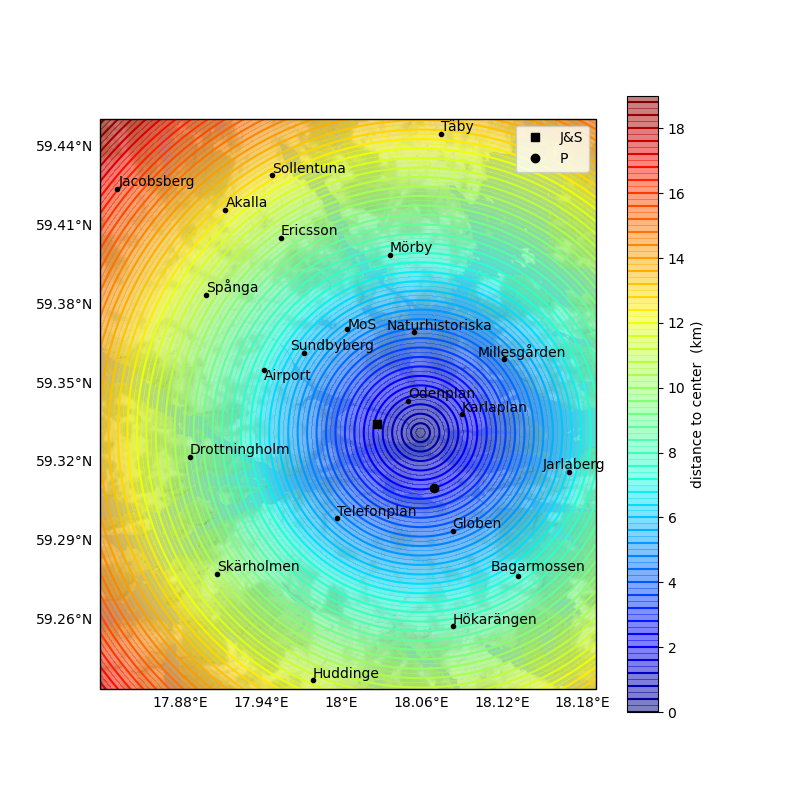 Täby
J&S
P
Sollentuna
Jacobsberg
Akalla
Ericsson
Mörby
Spånga
MoS
Naturhistoriska
Sundbyberg
Millesgården
Airport
Odenplan
Karlaplan
Drottningholm
Jarlaberg
Telefonplan
Globen
Skärholmen
Bagarmossen
Hökarängen
Huddinge
59.44°N
59.41°N
59.38°N
59.35°N
59.32°N
59.29°N
59.26°N
17.88°E 17.94°E 18°E 18.06°E 18.12°E 18.18°E
18
16
14
12
10
8
6
4
2
0
distance to center (km)